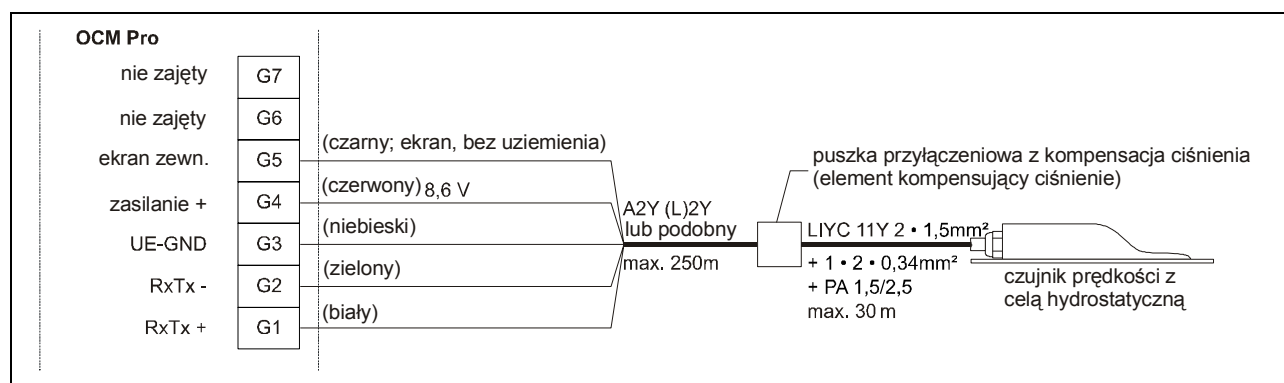 OCM Pro
nie zajęty G7
nie zajęty G6
ekran zewn. G5 (czarny; ekran, bez uziemienia)
zasilanie + G4 (czerwony) 8,6 V
UE-GND G3 (niebieski)
RxTx - G2 (zielony)
RxTx + G1 (biały)
A2Y (L)2Y
lub podobny
max. 250m
puszka przyłączeniowa z kompensacja ciśnienia
(element kompensujący ciśnienie)
LIYC 11Y 2 • 1,5mm²
+ 1 • 2 • 0,34mm²
+ PA 1,5/2,5
max. 30 m
czujnik prędkości z
celą hydrostatyczną